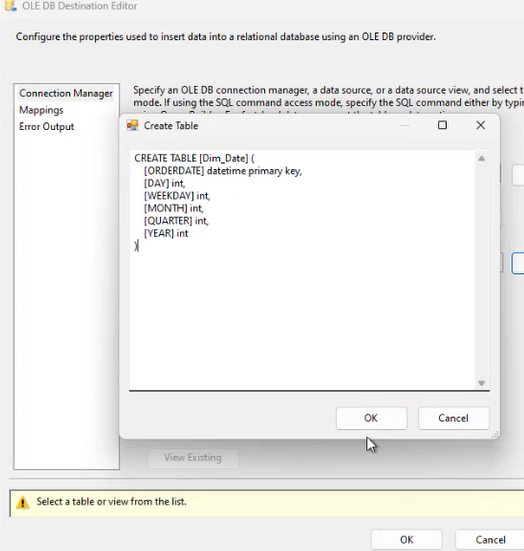 OLE DB Destination Editor
Configure the properties used to insert data into a relational database using an OLE DB provider.
Connection Manager
Mappings
Error Output
Specify an OLE DB connection manager, a data source, or a data source view, and select t
mode. If using the SQL command access mode, specify the SQL command either by typin
Create Table
CREATE TABLE [Dim_Date] (
[ORDERDATE] datetime primary key,
[DAY] int,
[WEEKDAY] int,
[MONTH] int,
[QUARTER] int,
[YEAR] int
)
OK
Cancel
View Existing
Select a table or view from the list.
OK
Cancel